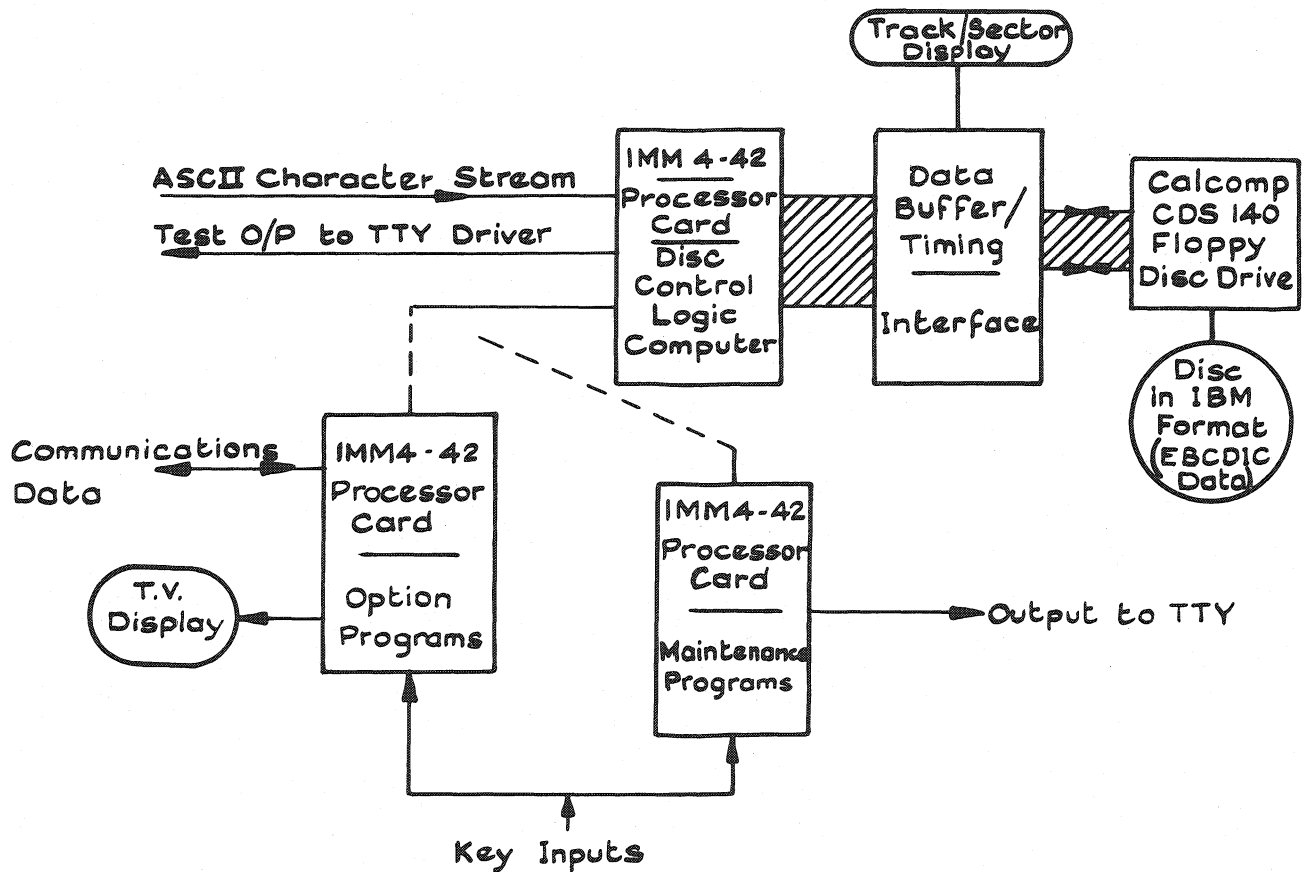 Track/Sector
Display
ASCII Character Stream
Test O/P to TTY Driver
IMM 4-42
Processor
Card
Disc
Control
Logic
Computer
Data
Buffer/
Timing
Interface
Calcomp
CDS 140
Floppy
Disc Drive
Disc
in IBM
Format
(EBCDIC
Data)
Communications
Data
IMM4-42
Processor
Card
Option
Programs
T.V.
Display
IMM4-42
Processor
Card
Maintenance
Programs
Output to TTY
Key Inputs